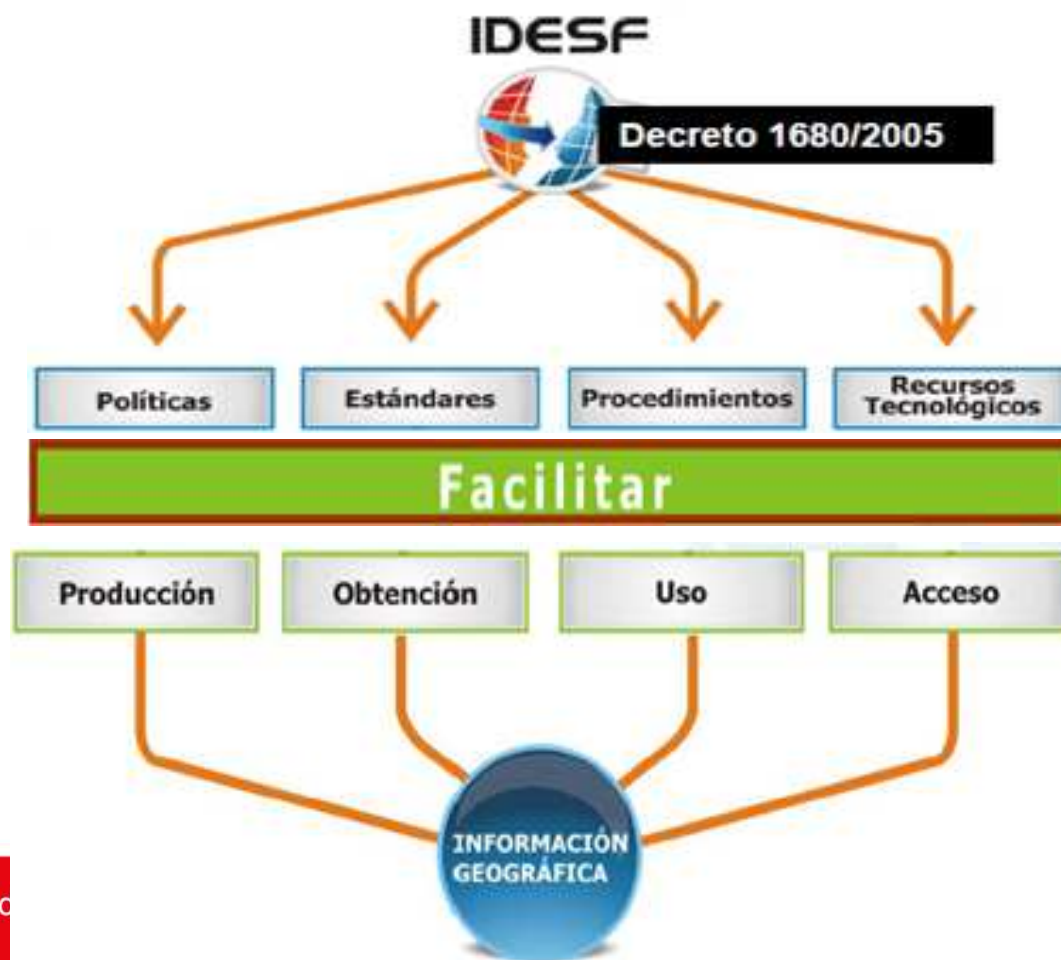 IDESF
Decreto 1680/2005
Políticas
Estándares
Procedimientos
Recursos
Tecnológicos
Facilitar
Producción
Obtención
Uso
Acceso
INFORMACIÓN
GEOGRÁFICA